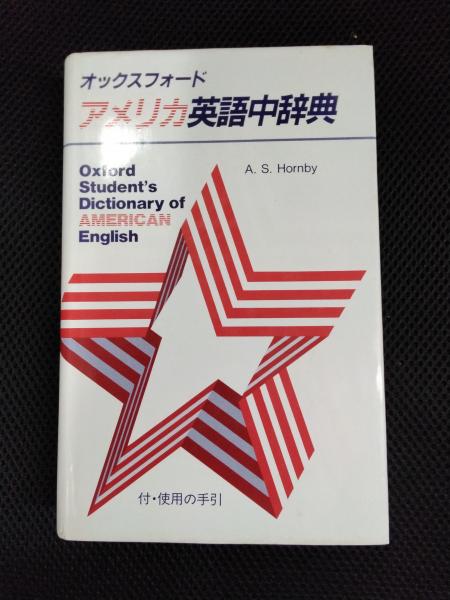 オックスフォード
アメリカ英語中辞典
Oxford
Student's
Dictionary of
AMERICAN
English
A. S. Hornby
付・使用の手引